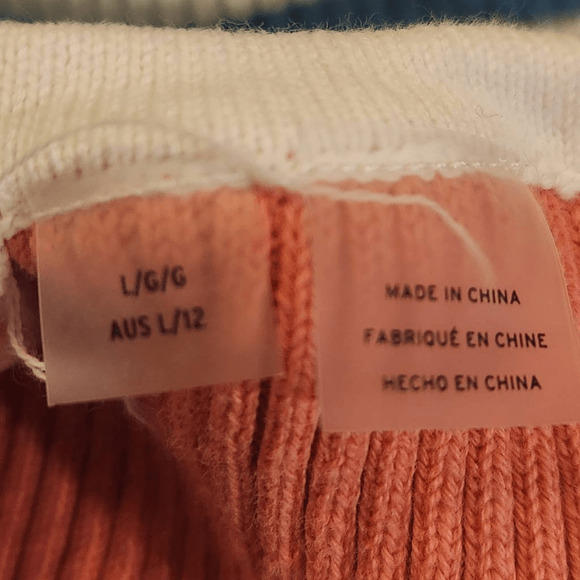 L/G/G
AUS L/12
MADE IN CHINA
FABRIQUÉ EN CHINE
HECHO EN CHINA